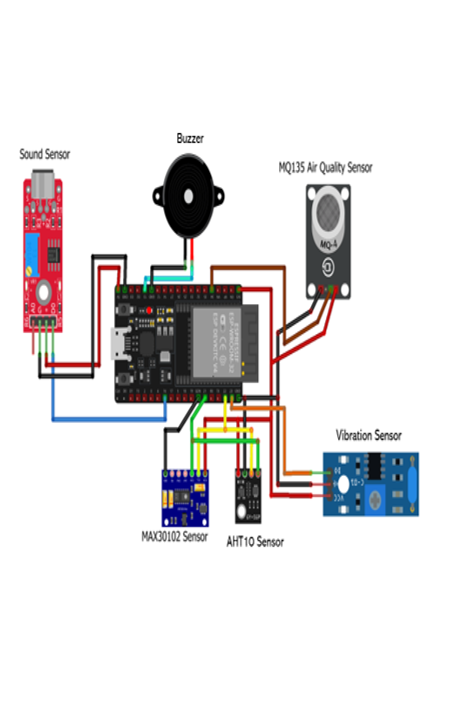 Buzzer
Sound Sensor
MQ135 Air Quality Sensor
MQ-4
Vibration Sensor
MAX30102 Sensor
AHT10 Sensor